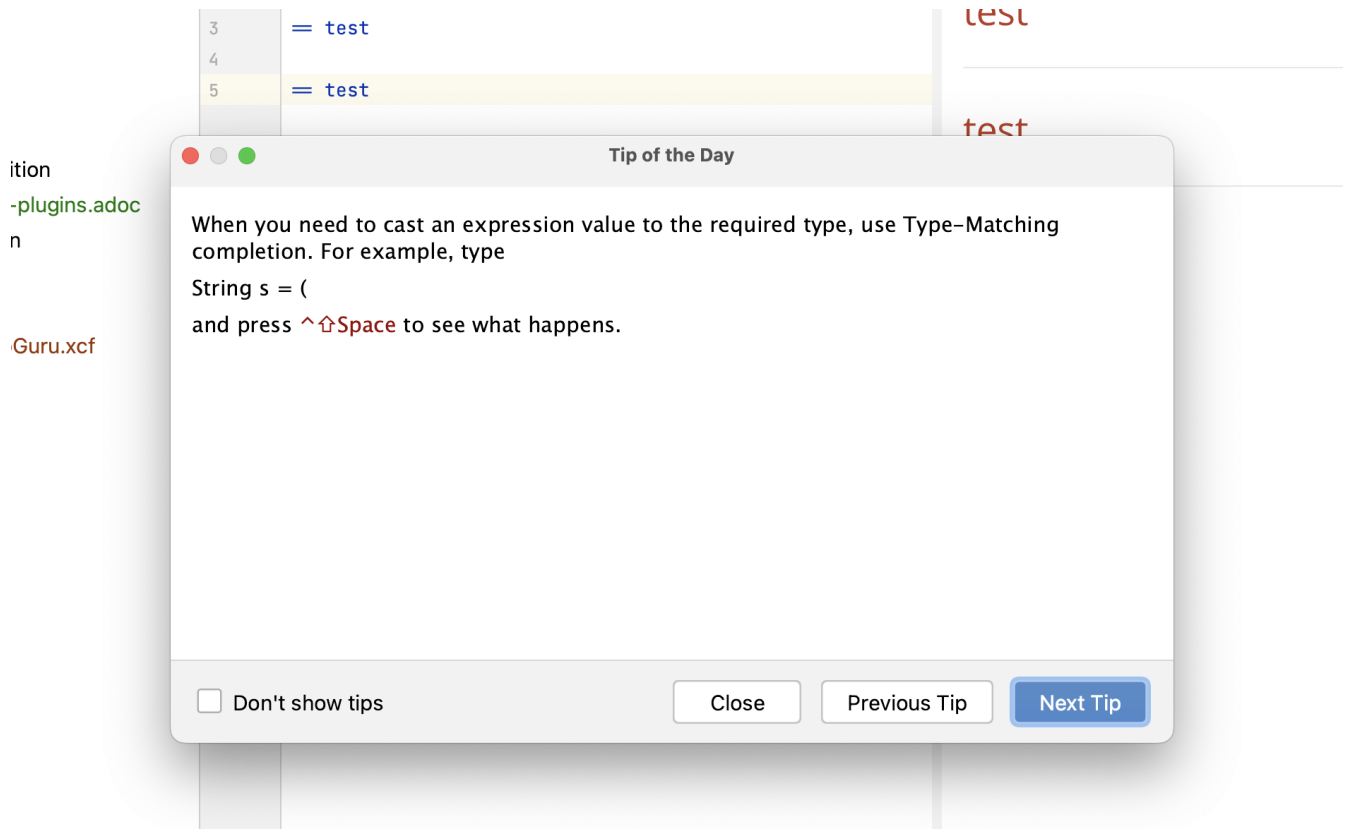 3 == test
4
5 == test
test
test
ition
-plugins.adoc
n
Guru.xcf
Tip of the Day
When you need to cast an expression value to the required type, use Type-Matching
completion. For example, type
String s = (
and press ^⇧Space to see what happens.
Don't show tips
Close
Previous Tip
Next Tip